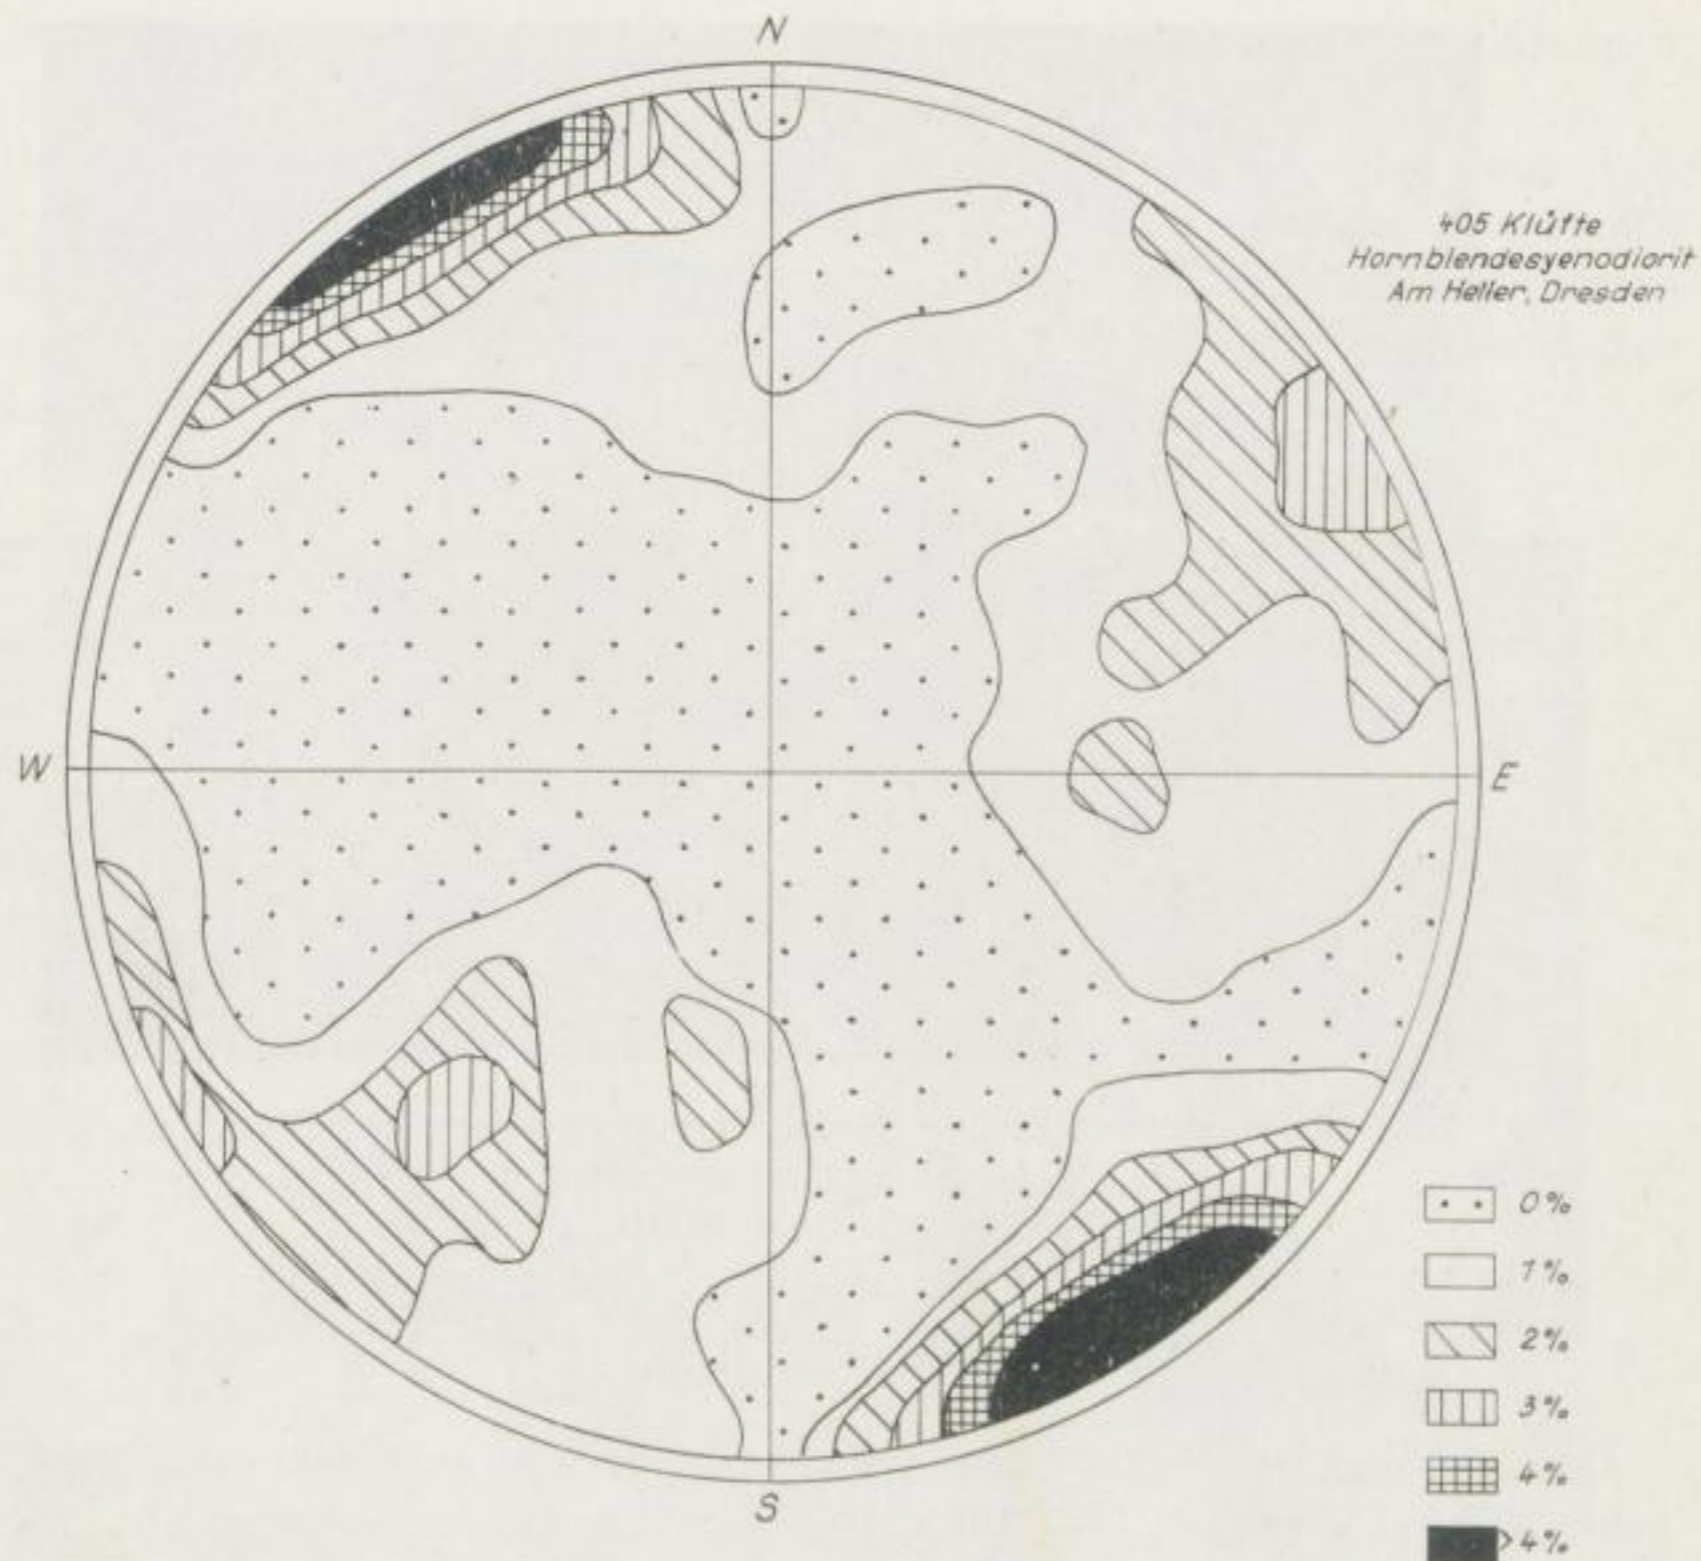 N
405 Klüfte
Hornblendesyenodiorit
Am Heller, Dresden
W
E
0%
1%
2%
3%
4%
>4%
S